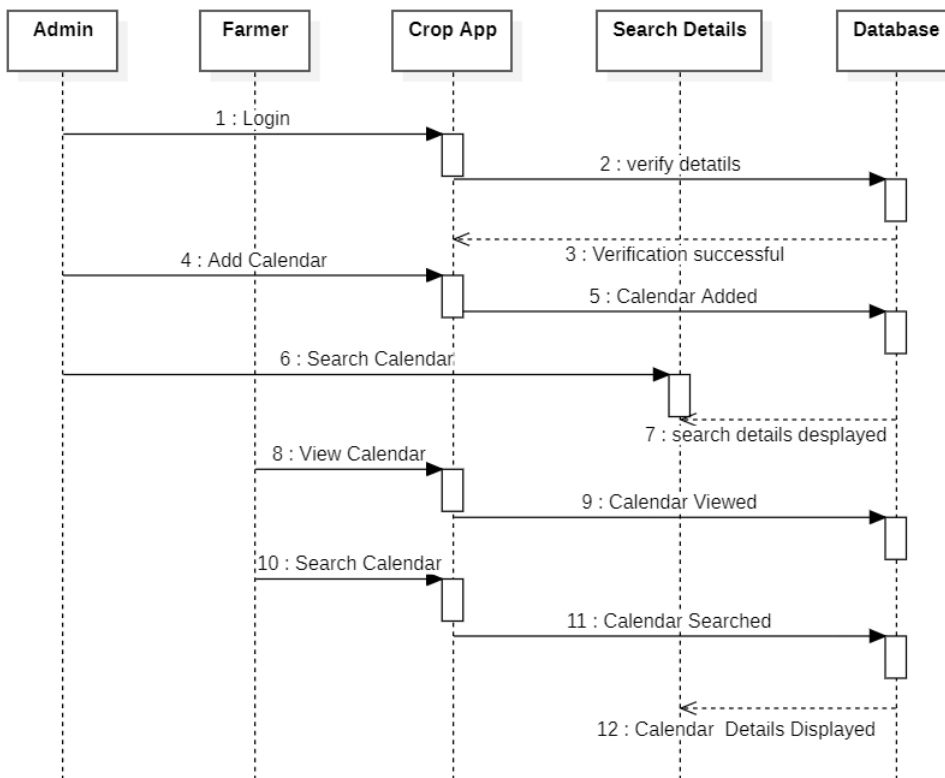 Admin
Farmer
Crop App
Search Details
Database
1 : Login
2 : verify detatils
3 : Verification successful
4 : Add Calendar
5 : Calendar Added
6 : Search Calendar
7 : search details desplayed
8 : View Calendar
9 : Calendar Viewed
10 : Search Calendar
11 : Calendar Searched
12 : Calendar  Details Displayed